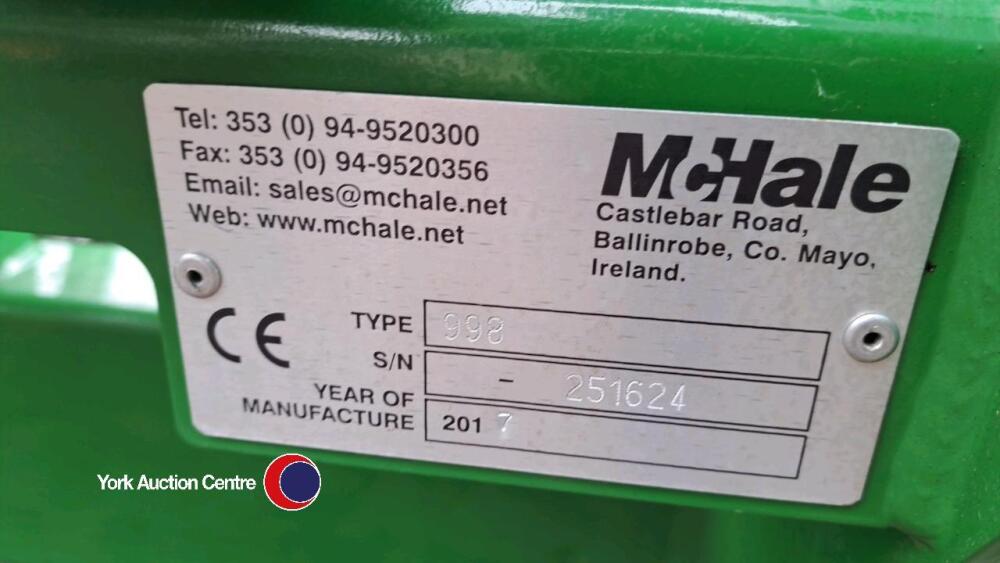 Tel: 353 (0) 94-9520300
Fax: 353 (0) 94-9520356
Email: sales@mchale.net
Web: www.mchale.net
McHale
Castlebar Road,
Ballinrobe, Co. Mayo,
Ireland.
CE
TYPE 998
S/N - 251624
YEAR OF
MANUFACTURE 2017
York Auction Centre